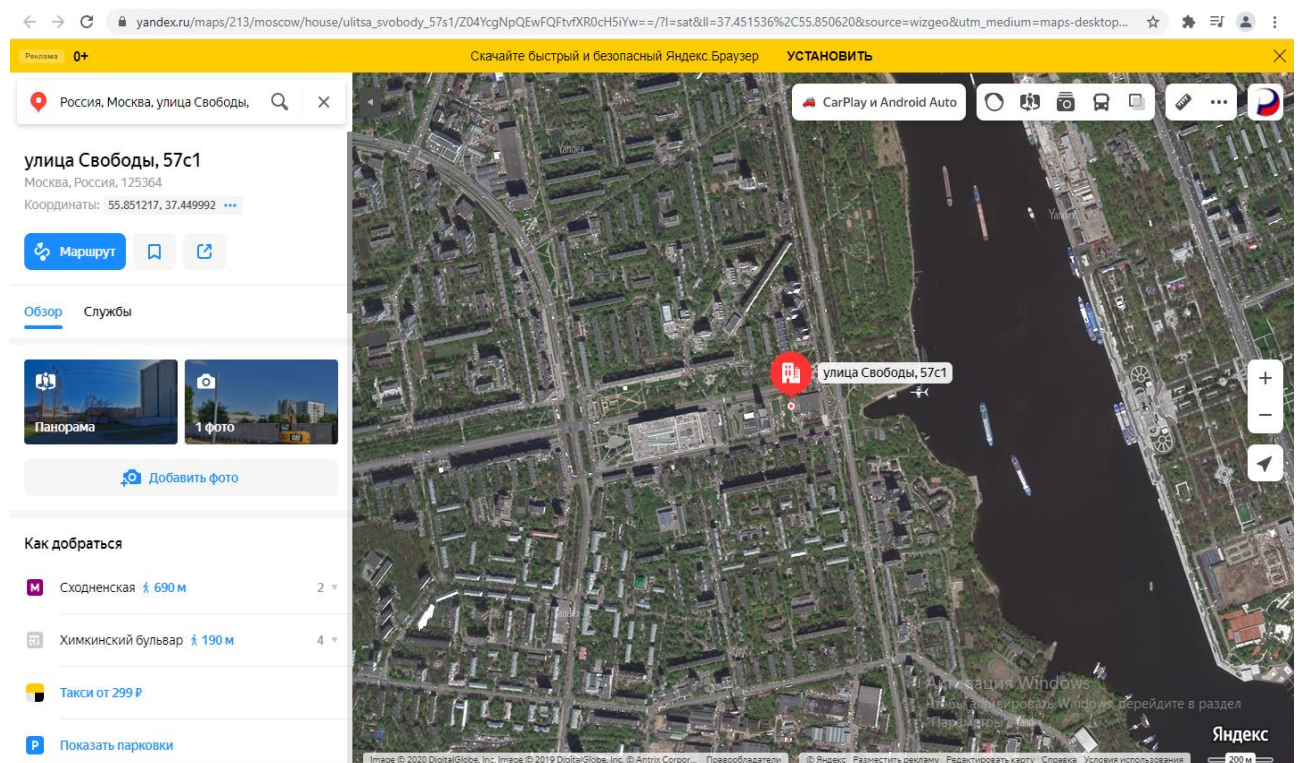 yandex.ru/maps/213/moscow/house/ulitsa_svobody_57s1/Z04YcgNpQEwFQFtvfXR0cH5iYw==/?l=sat&ll=37.451536%2C55.850620&source=wizgeo&utm_medium=maps-desktop...
Реклама 0+ Скачайте быстрый и безопасный Яндекс.Браузер УСТАНОВИТЬ
Россия, Москва, улица Свободы,
CarPlay и Android Auto
улица Свободы, 57с1
Москва, Россия, 125364
Координаты: 55.851217, 37.449992 •••
Маршрут
Обзор Службы
Панорама
1 фото
Добавить фото
Как добраться
М Сходненская 690 м 2
Химкинский бульвар 190 м 4
Такси от 299 ₽
P Показать парковки
Yandex
Yandex
улица Свободы, 57с1
Yandex
Активация Windows
Чтобы активировать Windows, перейдите в раздел
"Параметры".
Яндекс
Image © 2020 DigitalGlobe, Inc. Image © 2019 DigitalGlobe, Inc. © Antrix Corpor... Правообладатели © Яндекс Разместить рекламу Редактировать карту Справка Условия использования 200 м